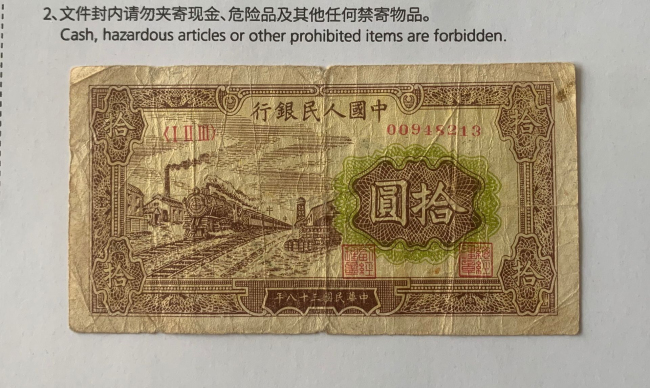 2、文件封内请勿夹寄现金、危险品及其他任何禁寄物品。
Cash, hazardous articles or other prohibited items are forbidden.
行銀民人國中
拾
拾
〈I II III〉
00948213
圓拾
拾
拾
年八十三國民華中